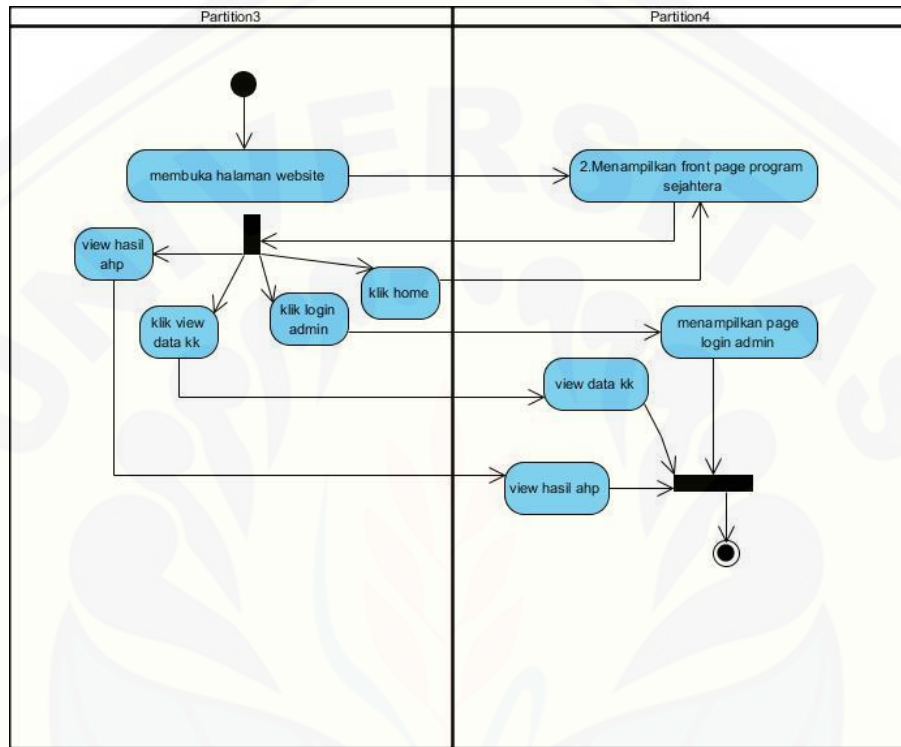 Partition3
Partition4
membuka halaman website
2.Menampilkan front page program
sejahtera
view hasil
ahp
klik home
klik login
admin
klik view
data kk
menampilkan page
login admin
view data kk
view hasil ahp
UNIVERSITAS